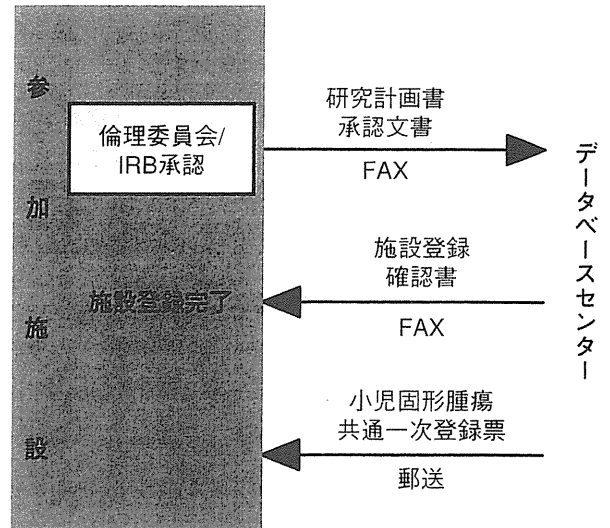 参加施設
倫理委員会/
IRB承認
研究計画書
承認文書
FAX
施設登録完了
施設登録
確認書
FAX
小児固形腫瘍
共通一次登録票
郵送
データベースセンター